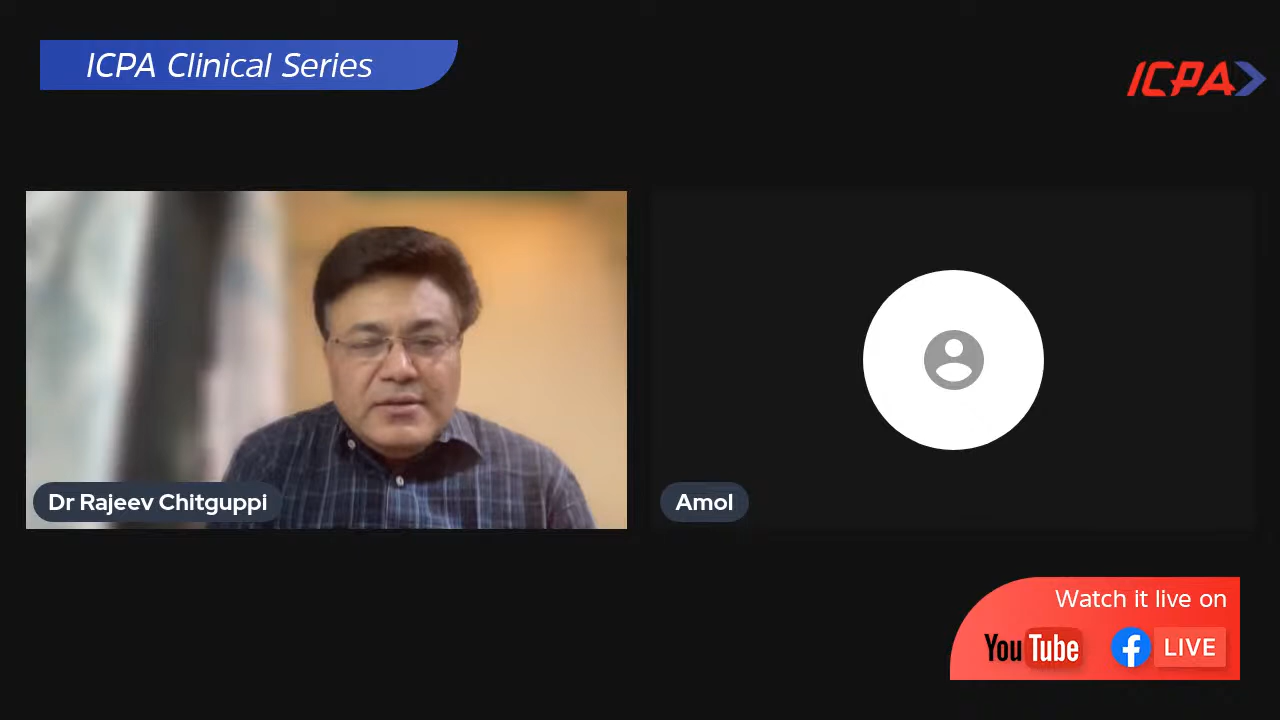 ICPA Clinical Series
ICPA
Dr Rajeev Chitguppi
Amol
Watch it live on
YouTube
LIVE